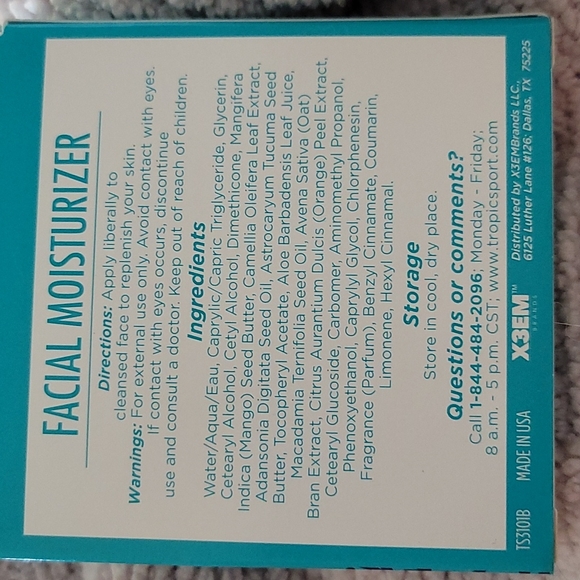 FACIAL MOISTURIZER
Directions: Apply liberally to
cleansed face to replenish your skin.
Warnings: For external use only. Avoid contact with eyes.
If contact with eyes occurs, discontinue
use and consult a doctor. Keep out of reach of children.
Ingredients
Water/Aqua/Eau, Caprylic/Capric Triglyceride, Glycerin,
Cetearyl Alcohol, Cetyl Alcohol, Dimethicone, Mangifera
Indica (Mango) Seed Butter, Camellia Oleifera Leaf Extract,
Adansonia Digitata Seed Oil, Astrocaryum Tucuma Seed
Butter, Tocopheryl Acetate, Aloe Barbadensis Leaf Juice,
Macadamia Ternifolia Seed Oil, Avena Sativa (Oat)
Bran Extract, Citrus Aurantium Dulcis (Orange) Peel Extract,
Cetearyl Glucoside, Carbomer, Aminomethyl Propanol,
Phenoxyethanol, Caprylyl Glycol, Chlorphenesin,
Fragrance (Parfum), Benzyl Cinnamate, Coumarin,
Limonene, Hexyl Cinnamal.
Storage
Store in cool, dry place.
Questions or comments?
Call 1-844-484-2096; Monday - Friday;
8 a.m. - 5 p.m. CST; www.tropicsport.com
TS3101B MADE IN USA X3EM™ BRANDS
Distributed by X3EMBrands LLC.,
6125 Luther Lane #126; Dallas, TX 75225